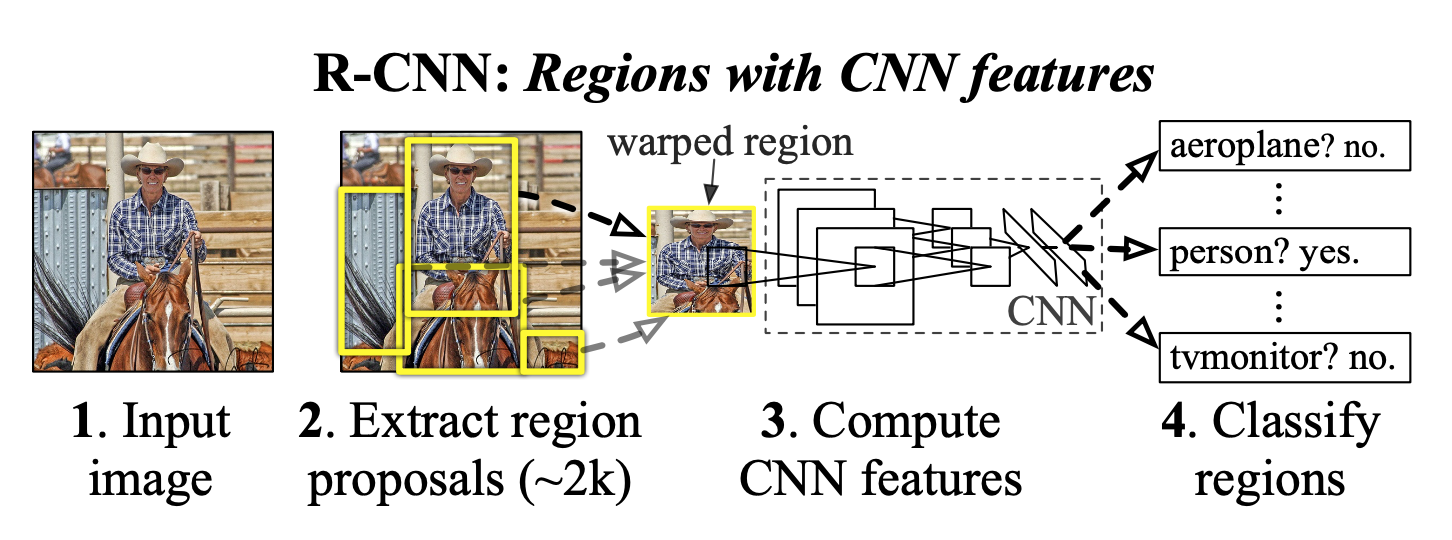 R-CNN: Regions with CNN features
warped region
aeroplane? no.
⋮
person? yes.
⋮
tvmonitor? no.
CNN
1. Input
image
2. Extract region
proposals (~2k)
3. Compute
CNN features
4. Classify
regions